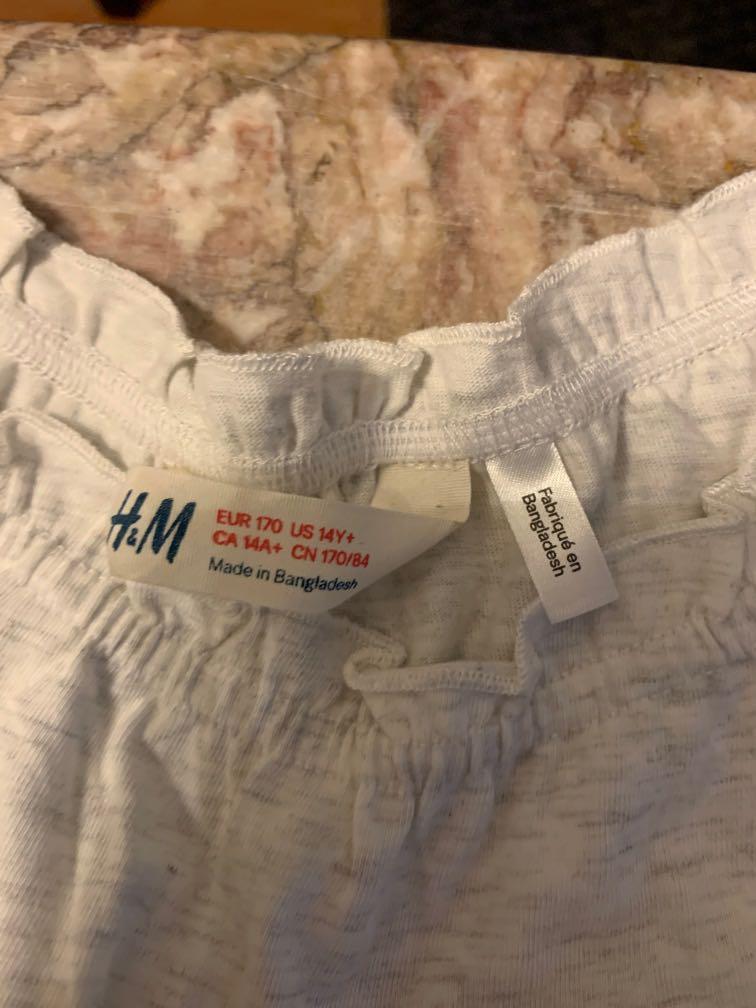 H&M
EUR 170 US 14Y+
CA 14A+ CN 170/84
Made in Bangladesh
Fabriqué en
Bangladesh